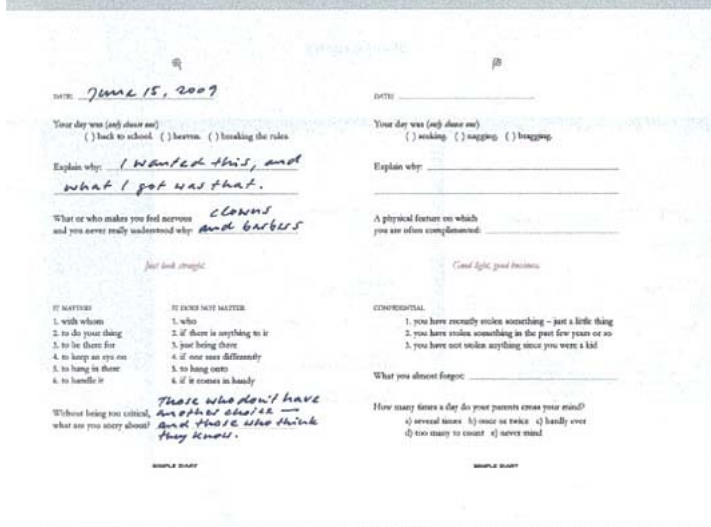 DATE: June 15, 2009
Your day was (only choose one)
( ) back to school. ( ) heaven. ( ) breaking the rules.
Explain why: I wanted this, and
what I got was that.
What or who makes you feel nervous clowns
and you never really understood why: and barbers
Just look straight.
IT MATTERS
1. with whom
2. to do your thing
3. to be there for
4. to keep an eye on
5. to hang in there
6. to handle it
IT DOES NOT MATTER
1. who
2. if there is anything to it
3. just being there
4. if one sees differently
5. to hang onto
6. if it comes in handy
Those who don't have
Without being too critical, another choice —
what are you sorry about? And those who think
they know.
SIMPLE DIARY
DATE:
Your day was (only choose one)
( ) seeking. ( ) nagging. ( ) bragging.
Explain why:
A physical feature on which
you are often complimented:
Good light, good business.
CONFIDENTIAL
1. you have recently stolen something – just a little thing
2. you have stolen something in the past few years or so
3. you have not stolen anything since you were a kid
What you almost forgot:
How many times a day do your parents cross your mind?
a) several times b) once or twice c) hardly ever
d) too many to count e) never mind
SIMPLE DIARY